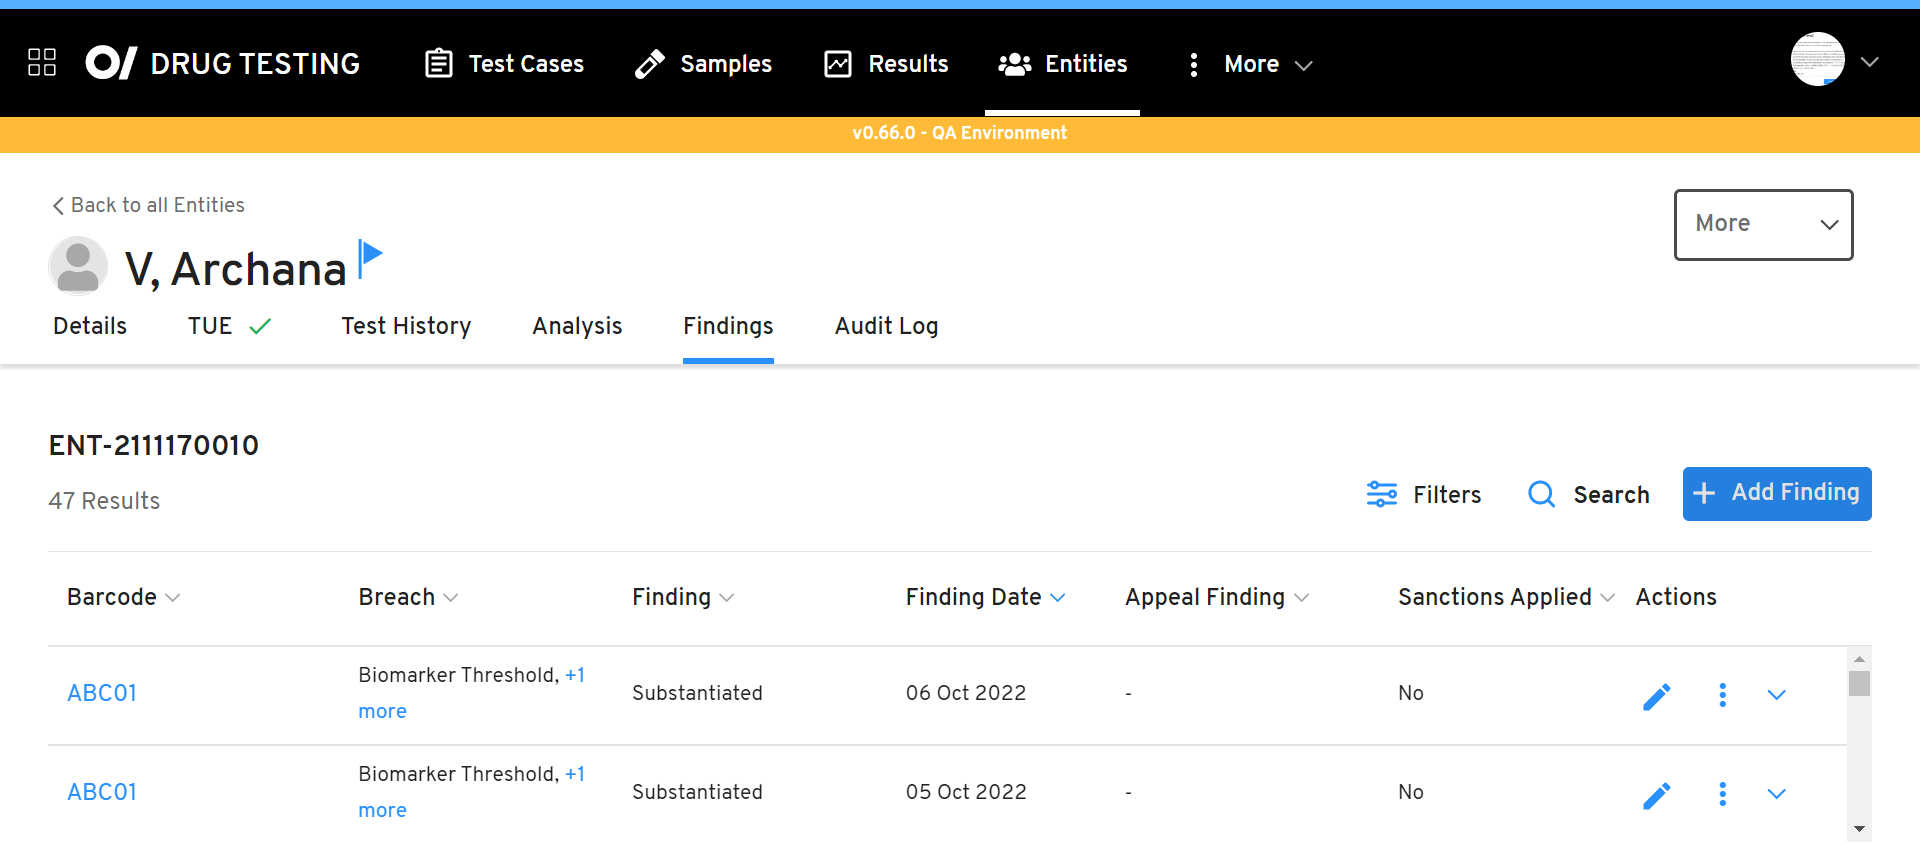 DRUG TESTING Test Cases Samples Results Entities More
v0.66.0 - QA Environment
Back to all Entities
More
V, Archana
Details TUE Test History Analysis Findings Audit Log
ENT-2111170010
47 Results
Filters Search + Add Finding
Barcode Breach Finding Finding Date Appeal Finding Sanctions Applied Actions
Biomarker Threshold, +1
ABC01 Substantiated 06 Oct 2022 - No
more
Biomarker Threshold, +1
ABC01 Substantiated 05 Oct 2022 - No
more